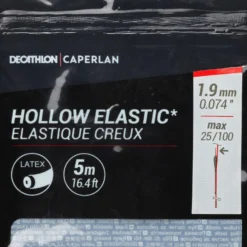 DECATHLON | CAPERLAN
1.9 mm
0.074"
HOLLOW ELASTIC*
ELASTIQUE CREUX
max
25/100
LATEX
5m
16.4 ft